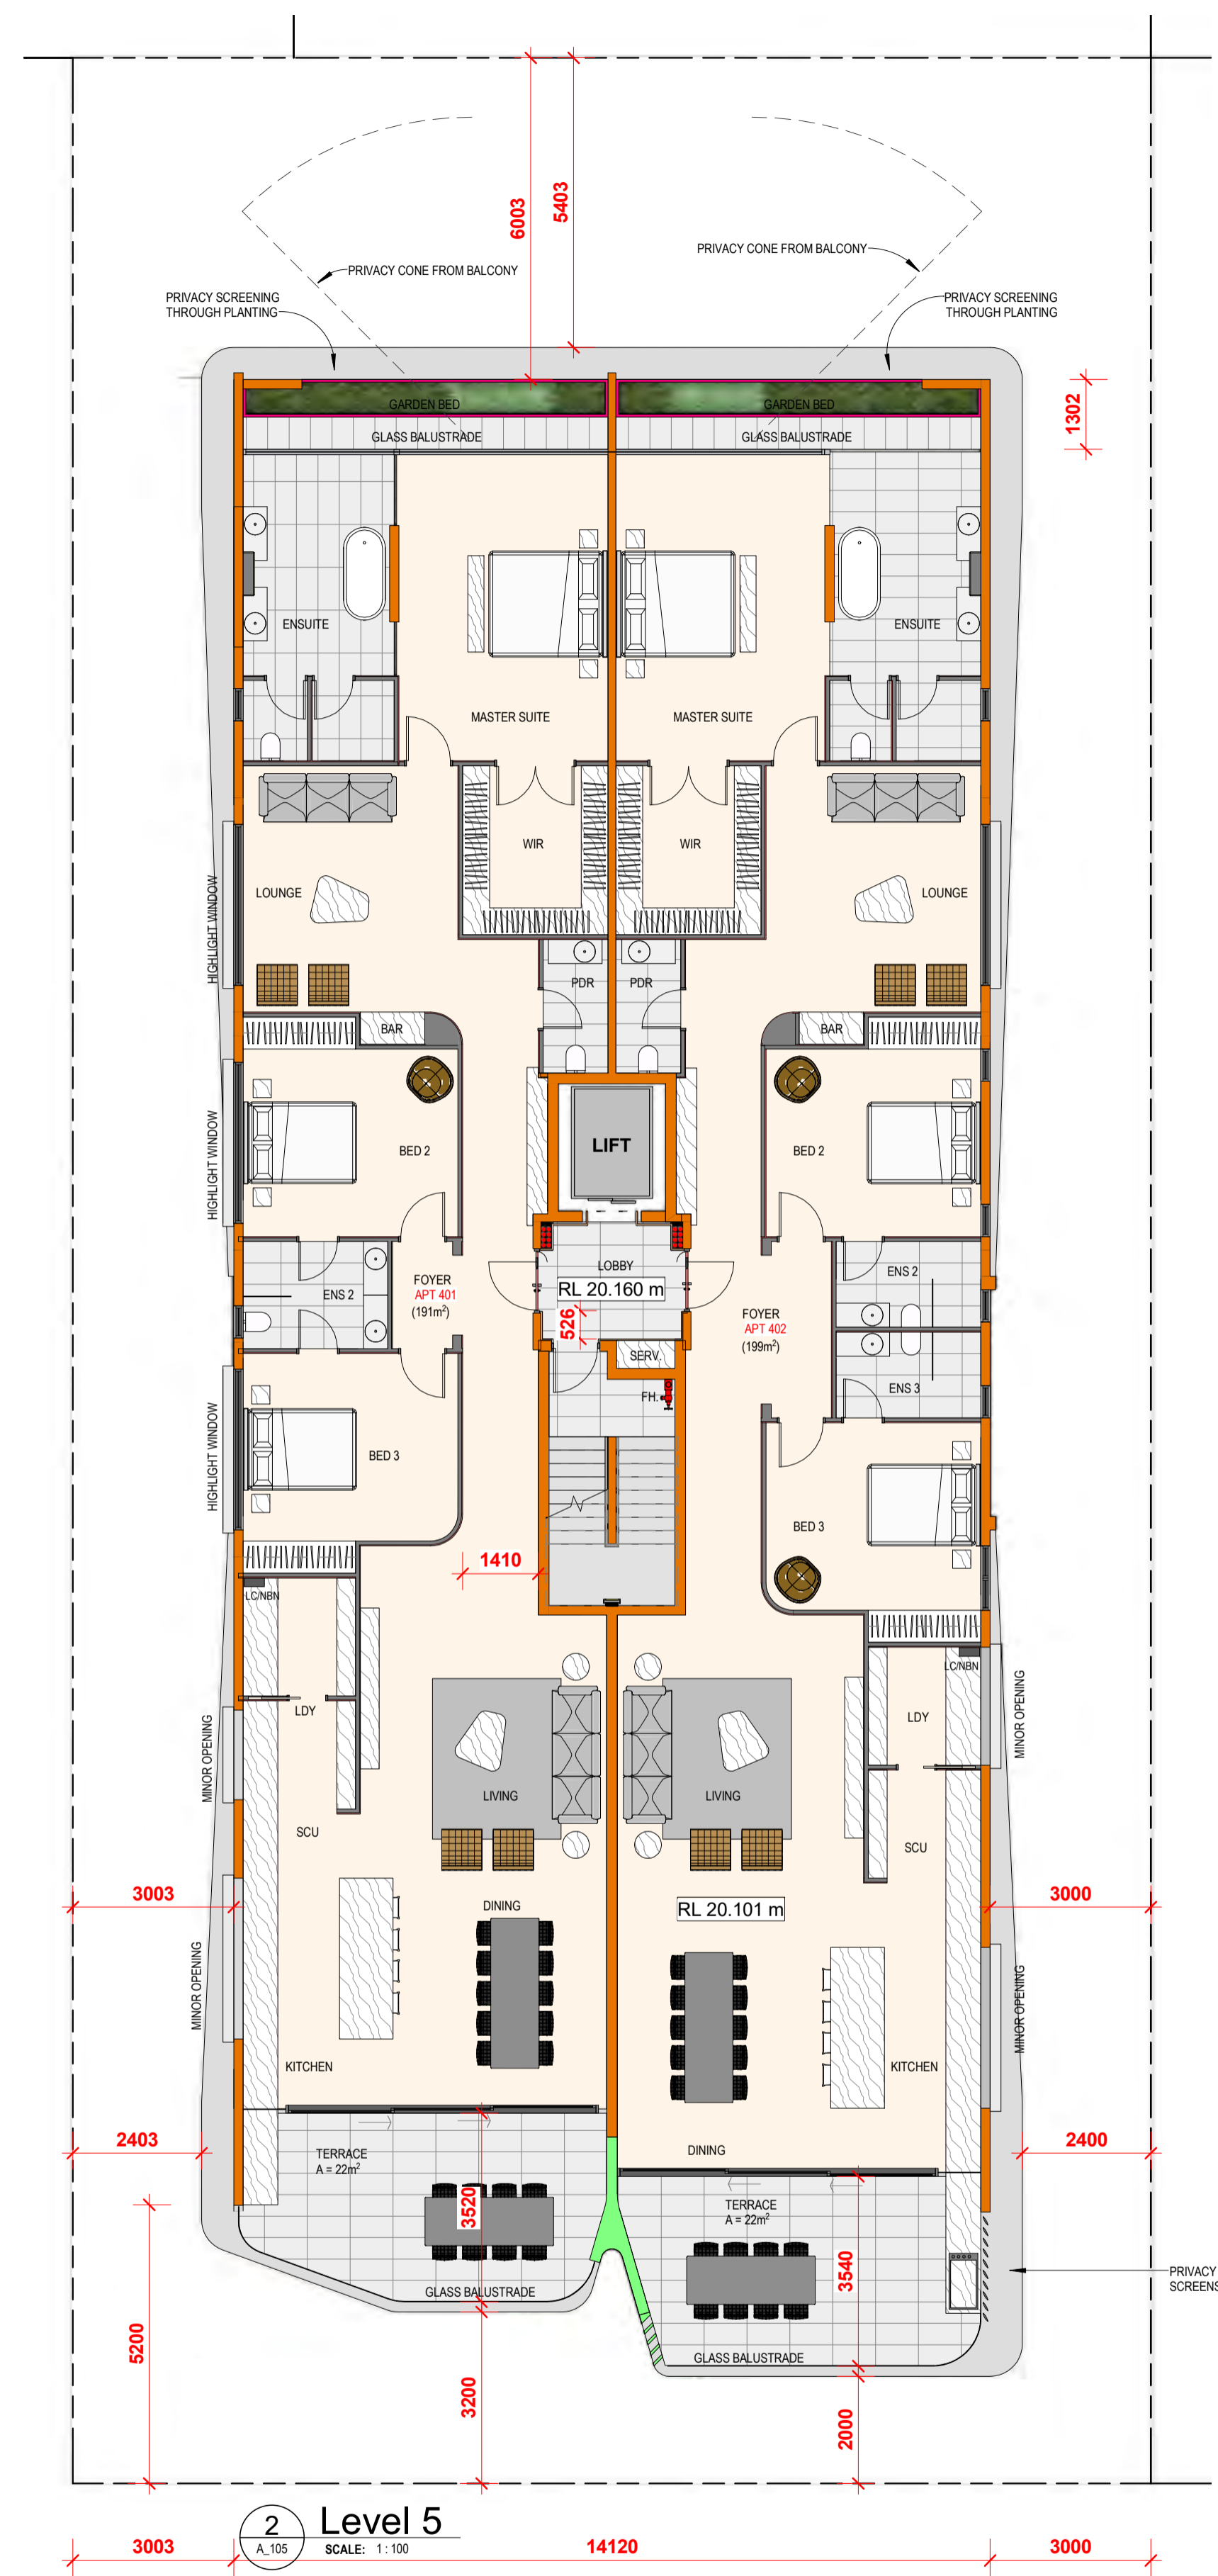 6003
5403
PRIVACY CONE FROM BALCONY
PRIVACY CONE FROM BALCONY
PRIVACY SCREENING
THROUGH PLANTING
PRIVACY SCREENING
THROUGH PLANTING
GARDEN BED
GARDEN BED
1302
GLASS BALUSTRADE
GLASS BALUSTRADE
ENSUITE
ENSUITE
MASTER SUITE
MASTER SUITE
WIR
WIR
LOUNGE
LOUNGE
HIGHLIGHT WINDOW
PDR
PDR
BAR
BAR
LIFT
BED 2
BED 2
HIGHLIGHT WINDOW
LOBBY
RL 20.160 m
526
ENS 2
FOYER
APT 401
(191m²)
ENS 2
FOYER
APT 402
(199m²)
SERV.
FH.
ENS 3
BED 3
HIGHLIGHT WINDOW
BED 3
1410
LC/NBN
LC/NBN
LDY
LDY
MINOR OPENING
MINOR OPENING
LIVING
LIVING
SCU
SCU
3003
DINING
RL 20.101 m
3000
MINOR OPENING
MINOR OPENING
KITCHEN
KITCHEN
2403
TERRACE
A = 22m²
DINING
2400
3520
TERRACE
A = 22m²
3540
GLASS BALUSTRADE
PRIVACY
SCREENS
5200
3200
GLASS BALUSTRADE
2000
2
A_105
Level 5
SCALE: 1 : 100
3003
14120
3000